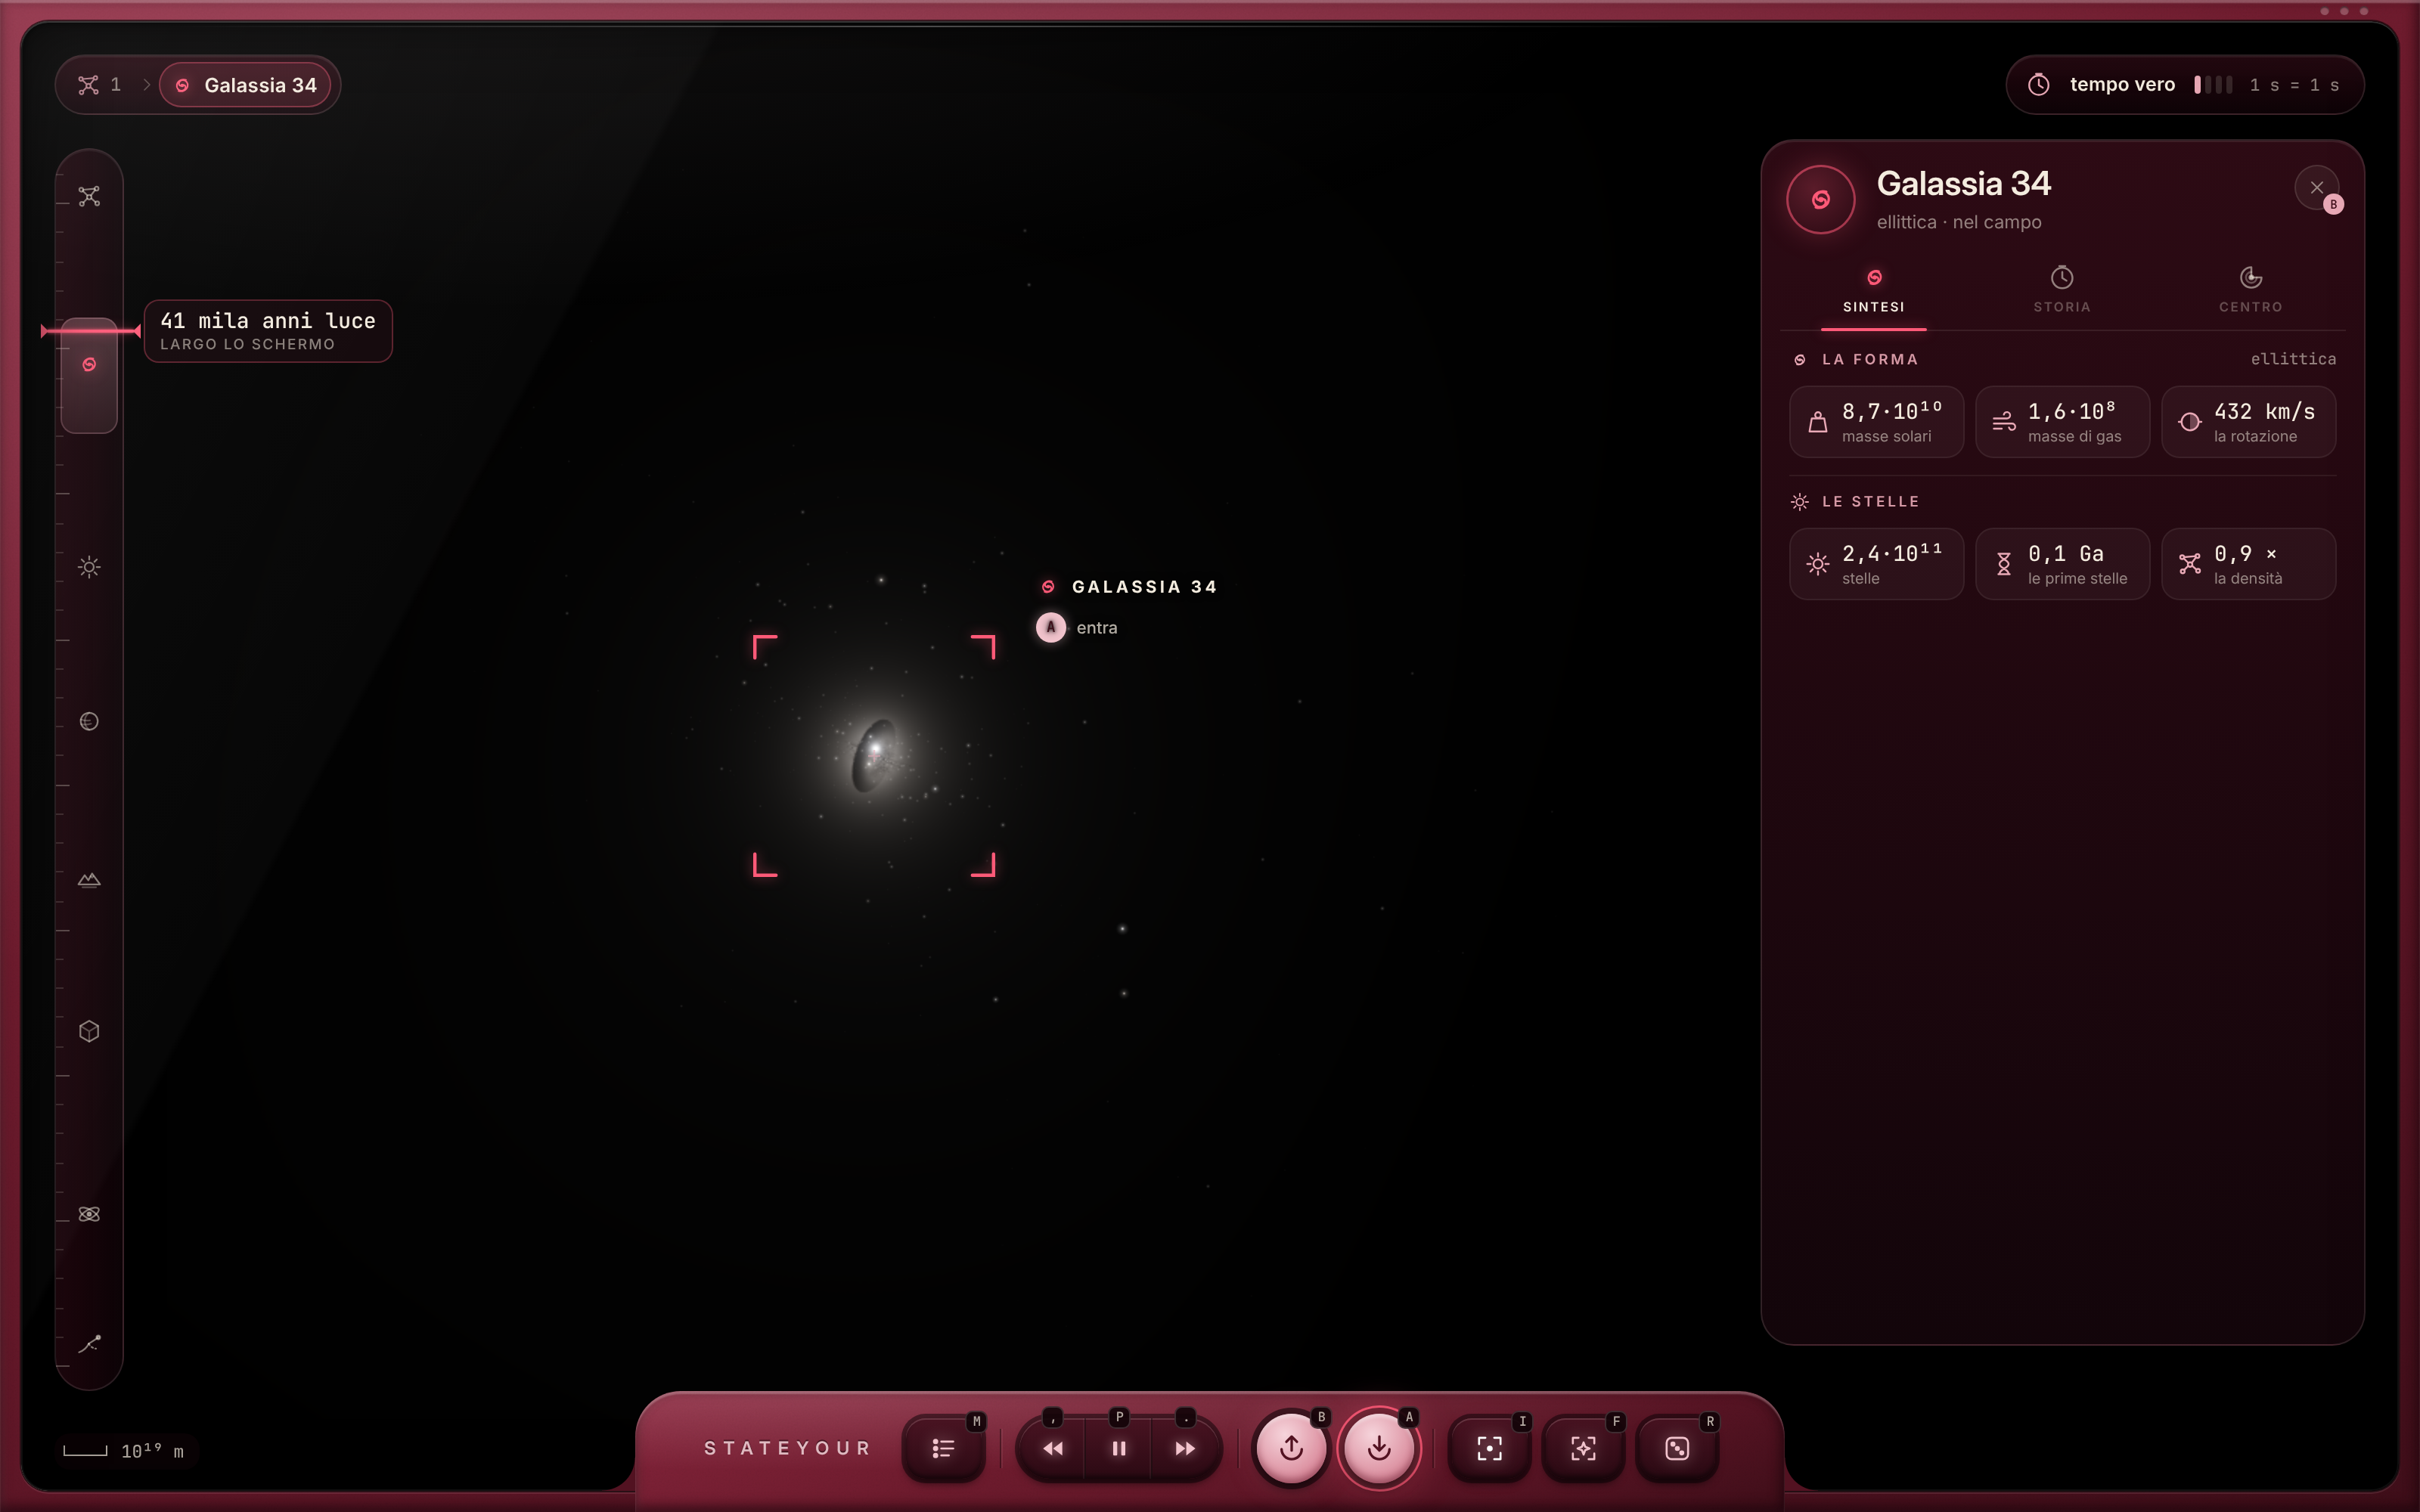 1 Galassia 34
tempo vero 1 s = 1 s
41 mila anni luce
LARGO LO SCHERMO
Galassia 34
ellittica · nel campo
B
SINTESI STORIA CENTRO
LA FORMA ellittica
8,7·10¹⁰ 1,6·10⁸ 432 km/s
masse solari masse di gas la rotazione
LE STELLE
2,4·10¹¹ 0,1 Ga 0,9 ×
stelle le prime stelle la densità
GALASSIA 34
A entra
10¹⁹ m
STATEYOUR
M , P . B A I F R